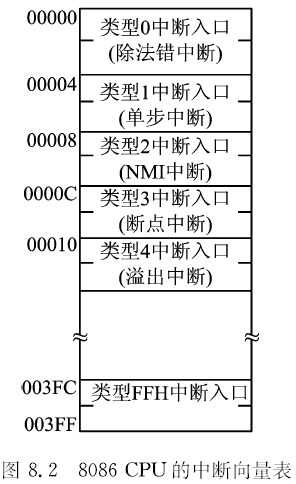 00000
类型0中断入口
(除法错中断)
00004
类型1中断入口
(单步中断)
00008
类型2中断入口
(NMI中断)
0000C
类型3中断入口
(断点中断)
00010
类型4中断入口
(溢出中断)
003FC
类型FFH中断入口
003FF
图 8.2 8086 CPU的中断向量表